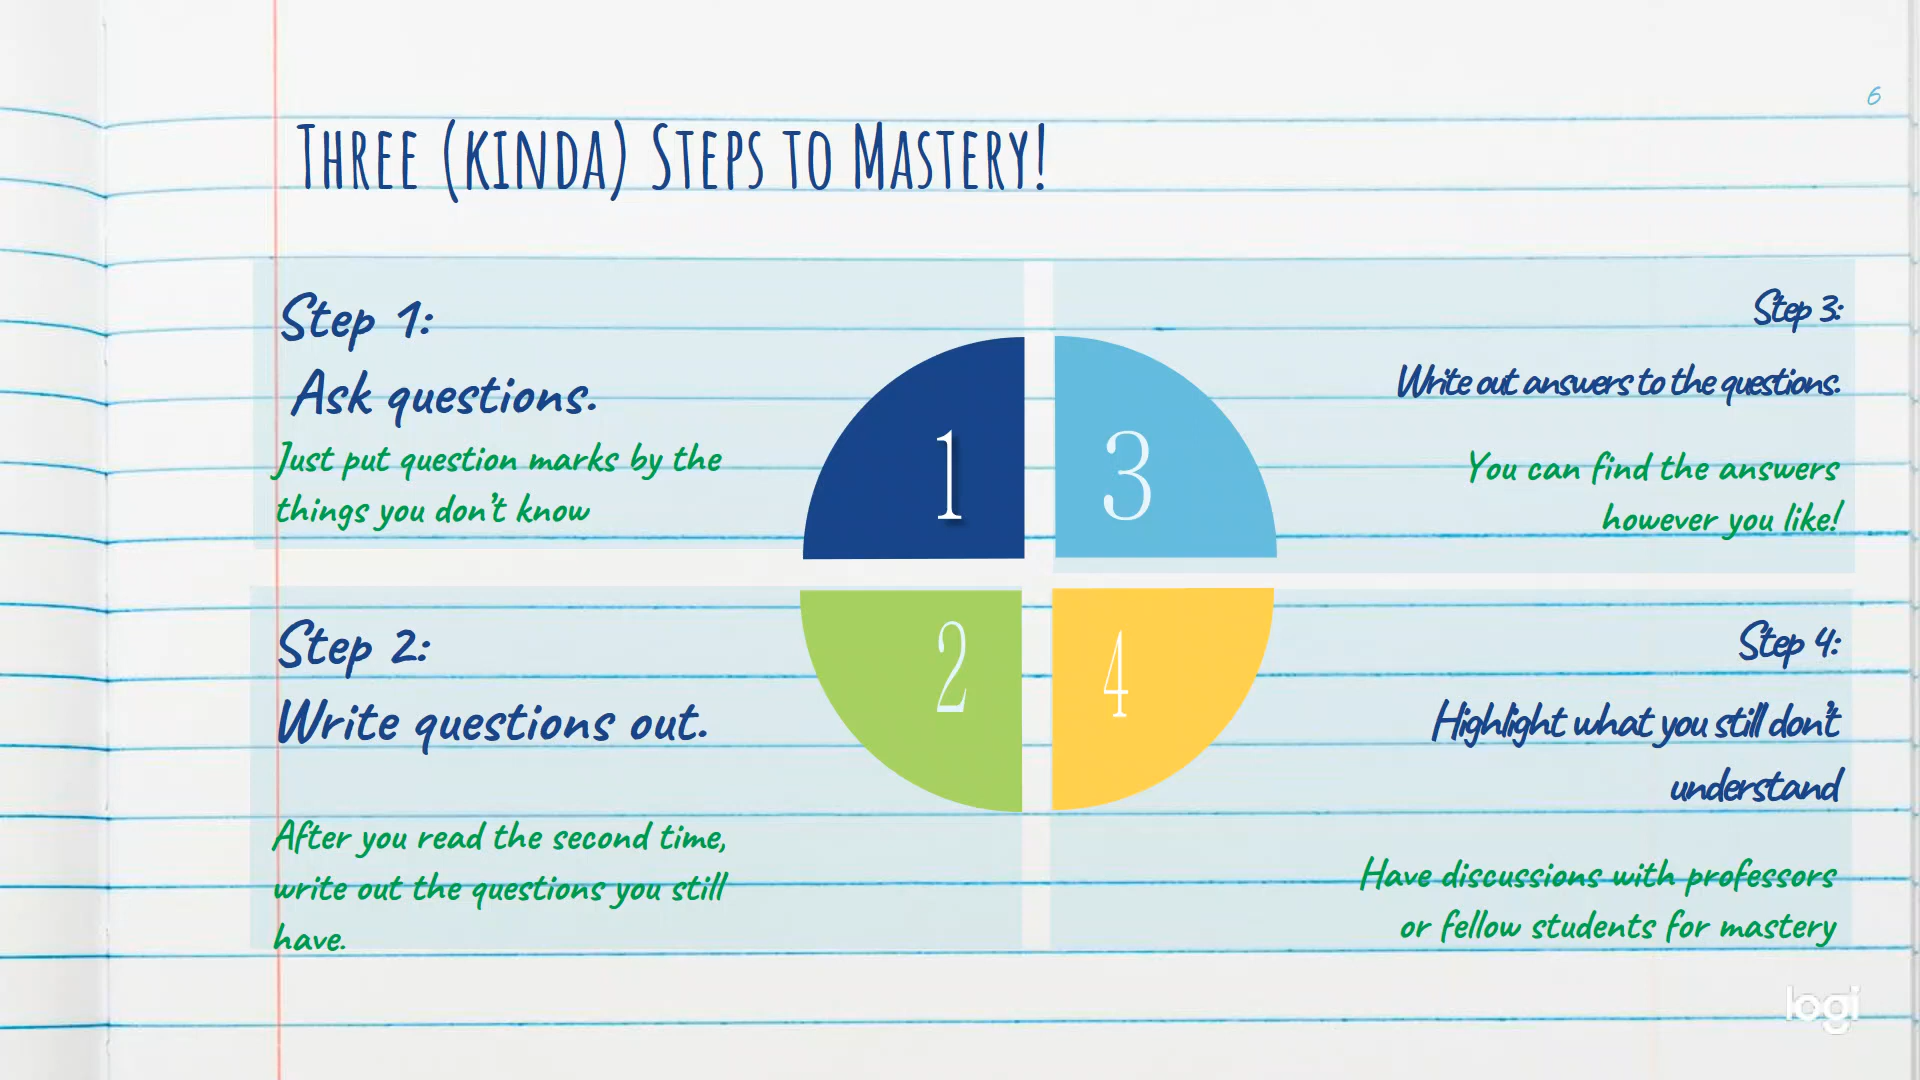 6
Three (kinda) Steps to Mastery!
Step 1:
Ask questions.
Just put question marks by the
things you don't know
1
Step 2:
Write questions out.
After you read the second time,
write out the questions you still
have.
2
Step 3:
Write out answers to the questions.
You can find the answers
however you like!
3
Step 4:
Highlight what you still don't
understand
Have discussions with professors
or fellow students for mastery
4
logi